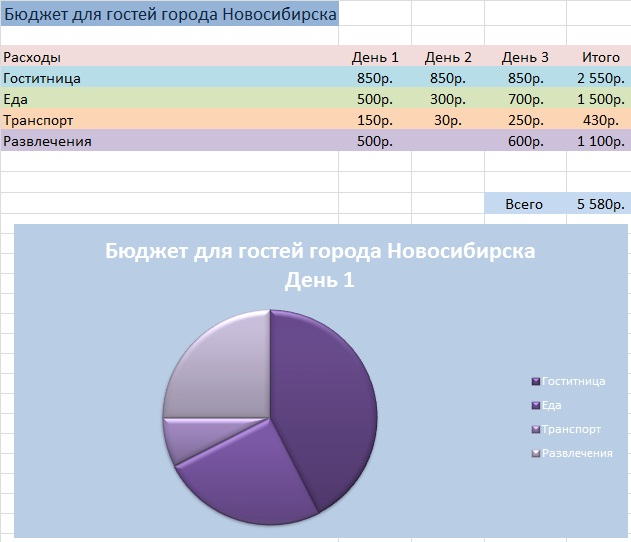 Бюджет для гостей города Новосибирска
Расходы День 1 День 2 День 3 Итого
Гоститница 850р. 850р. 850р. 2 550р.
Еда 500р. 300р. 700р. 1 500р.
Транспорт 150р. 30р. 250р. 430р.
Развлечения 500р. 600р. 1 100р.
Всего 5 580р.
Бюджет для гостей города Новосибирска
День 1
Гоститница
Еда
Транспорт
Развлечения